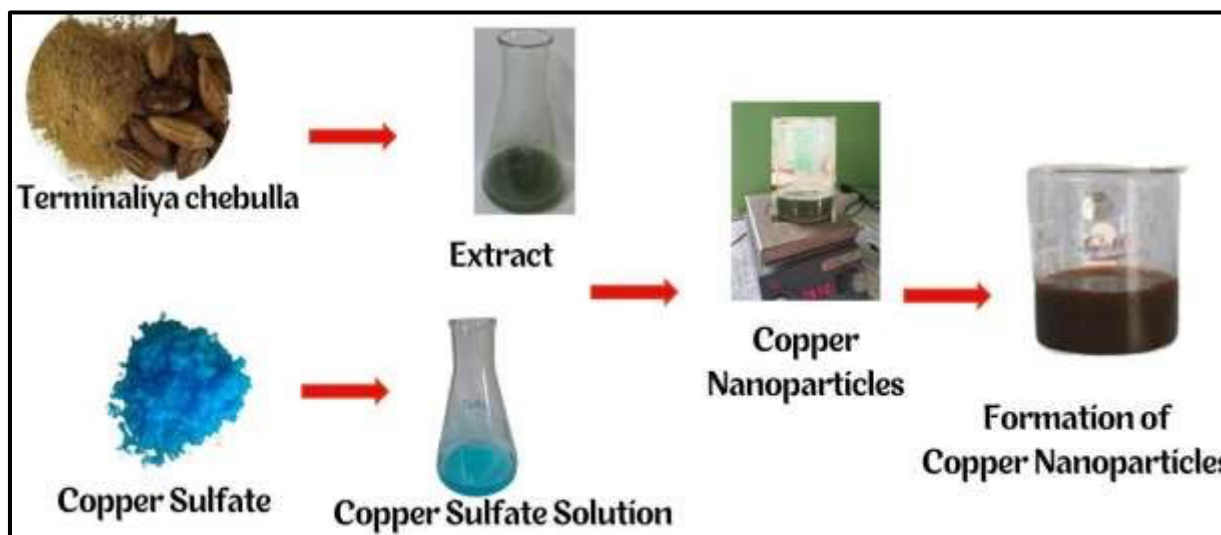 Terminaliya chebulla
Extract
Copper
Nanoparticles
Formation of
Copper Nanoparticles
Copper Sulfate
Copper Sulfate Solution